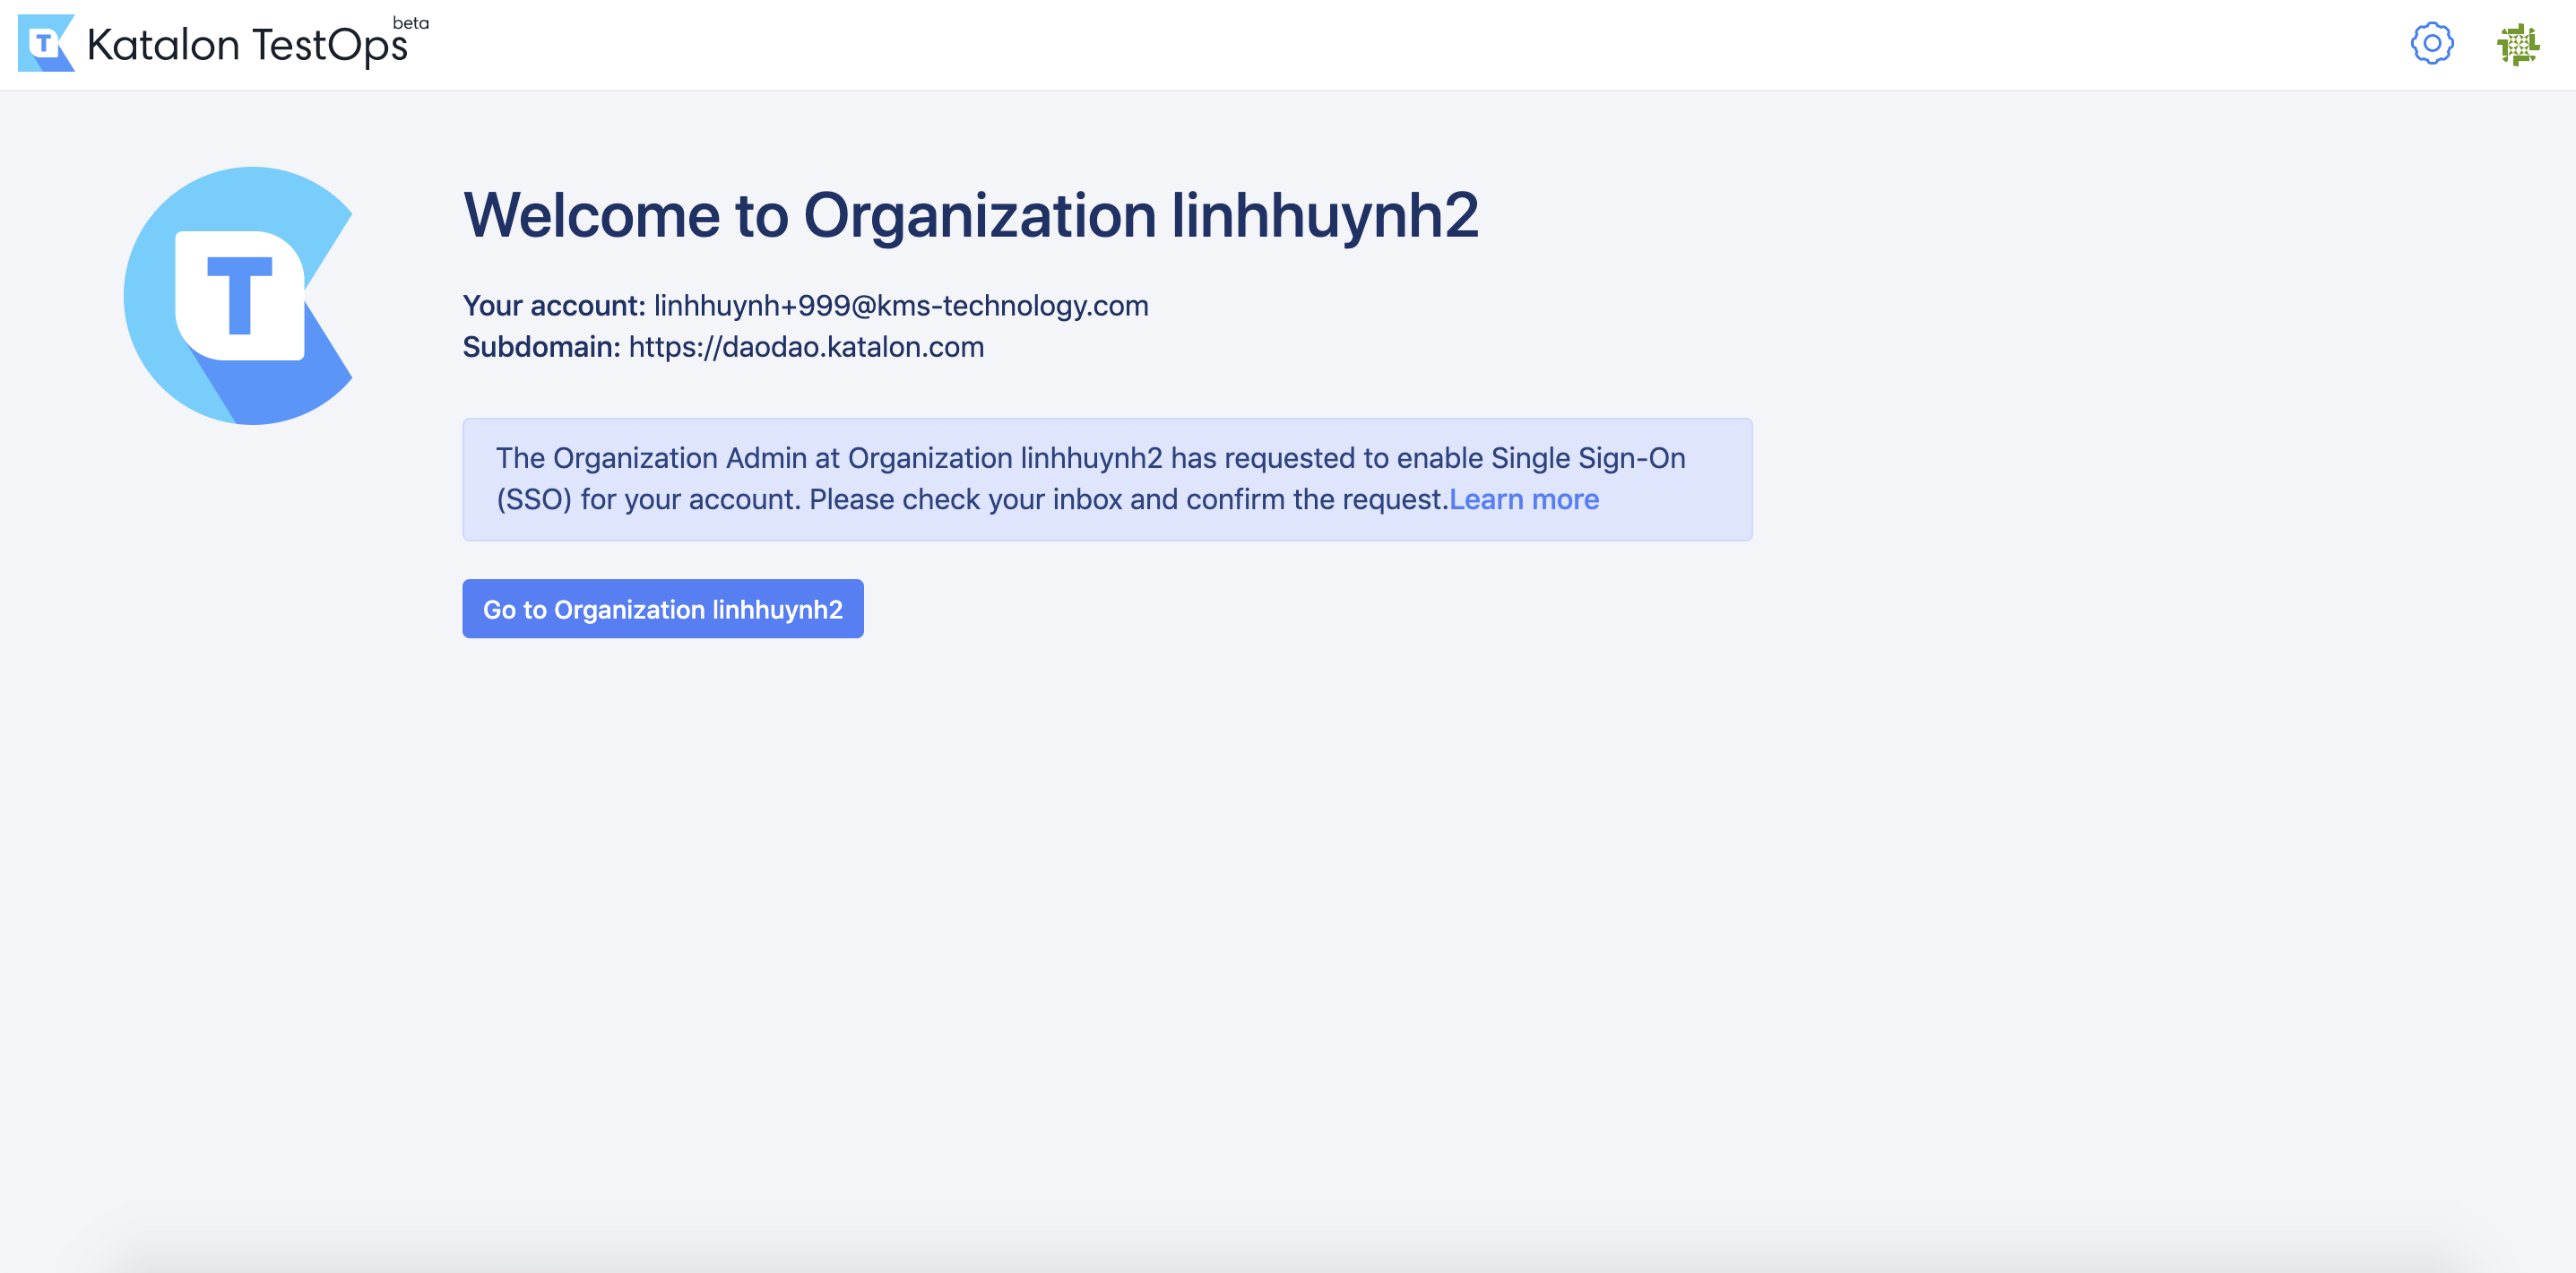 T Katalon TestOps beta
T
Welcome to Organization linhhuynh2
Your account: linhhuynh+999@kms-technology.com
Subdomain: https://daodao.katalon.com
The Organization Admin at Organization linhhuynh2 has requested to enable Single Sign-On
(SSO) for your account. Please check your inbox and confirm the request.Learn more
Go to Organization linhhuynh2